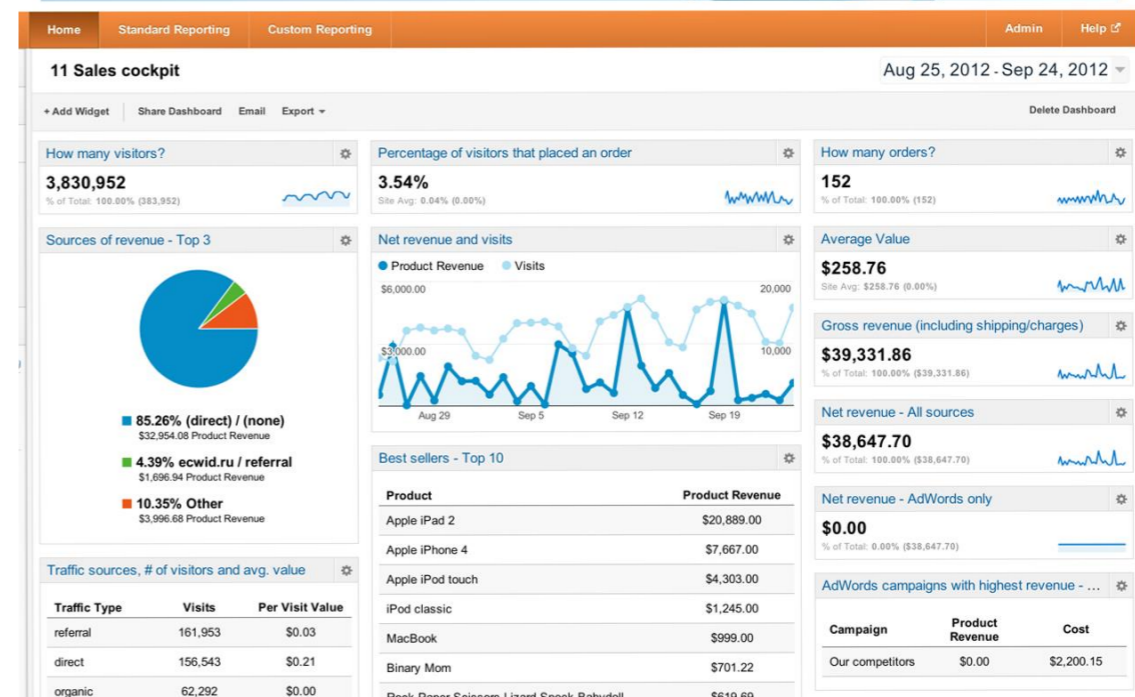 Home Standard Reporting Custom Reporting Admin Help
11 Sales cockpit Aug 25, 2012 - Sep 24, 2012
+ Add Widget Share Dashboard Email Export Delete Dashboard
How many visitors?
3,830,952
% of Total: 100.00% (383,952)
Sources of revenue - Top 3
85.26% (direct) / (none)
$32,954.08 Product Revenue
4.39% ecwid.ru / referral
$1,696.94 Product Revenue
10.35% Other
$3,996.68 Product Revenue
Traffic sources, # of visitors and avg. value
Traffic Type Visits Per Visit Value
referral 161,953 $0.03
direct 156,543 $0.21
organic 62,292 $0.00
Percentage of visitors that placed an order
3.54%
Site Avg: 0.04% (0.00%)
Net revenue and visits
Product Revenue Visits
$6,000.00 20,000
$3,000.00 10,000
Aug 29 Sep 5 Sep 12 Sep 19
Best sellers - Top 10
Product Product Revenue
Apple iPad 2 $20,889.00
Apple iPhone 4 $7,667.00
Apple iPod touch $4,303.00
iPod classic $1,245.00
MacBook $999.00
Binary Mom $701.22
Rock Paper Scissors Lizard Spock Babydoll $619.69
How many orders?
152
% of Total: 100.00% (152)
Average Value
$258.76
Site Avg: $258.76 (0.00%)
Gross revenue (including shipping/charges)
$39,331.86
% of Total: 100.00% ($39,331.86)
Net revenue - All sources
$38,647.70
% of Total: 100.00% ($38,647.70)
Net revenue - AdWords only
$0.00
% of Total: 0.00% ($38,647.70)
AdWords campaigns with highest revenue - ...
Campaign Product Revenue Cost
Our competitors $0.00 $2,200.15